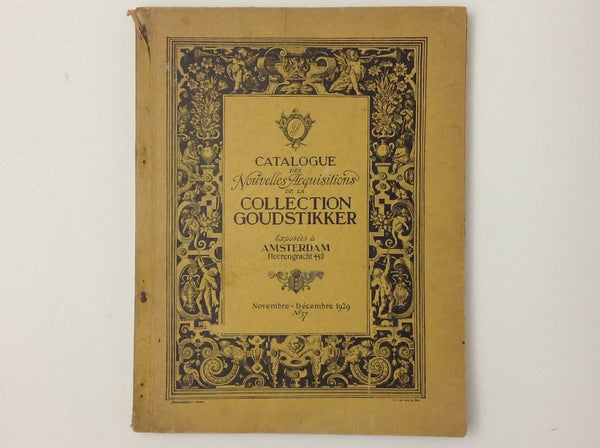 G
CATALOGUE
DES
Nouvelles Acquisitions
DE LA
COLLECTION
GOUDSTIKKER
Exposées à
AMSTERDAM
Heerengracht 458
Novembre – Décembre 1929
No 37